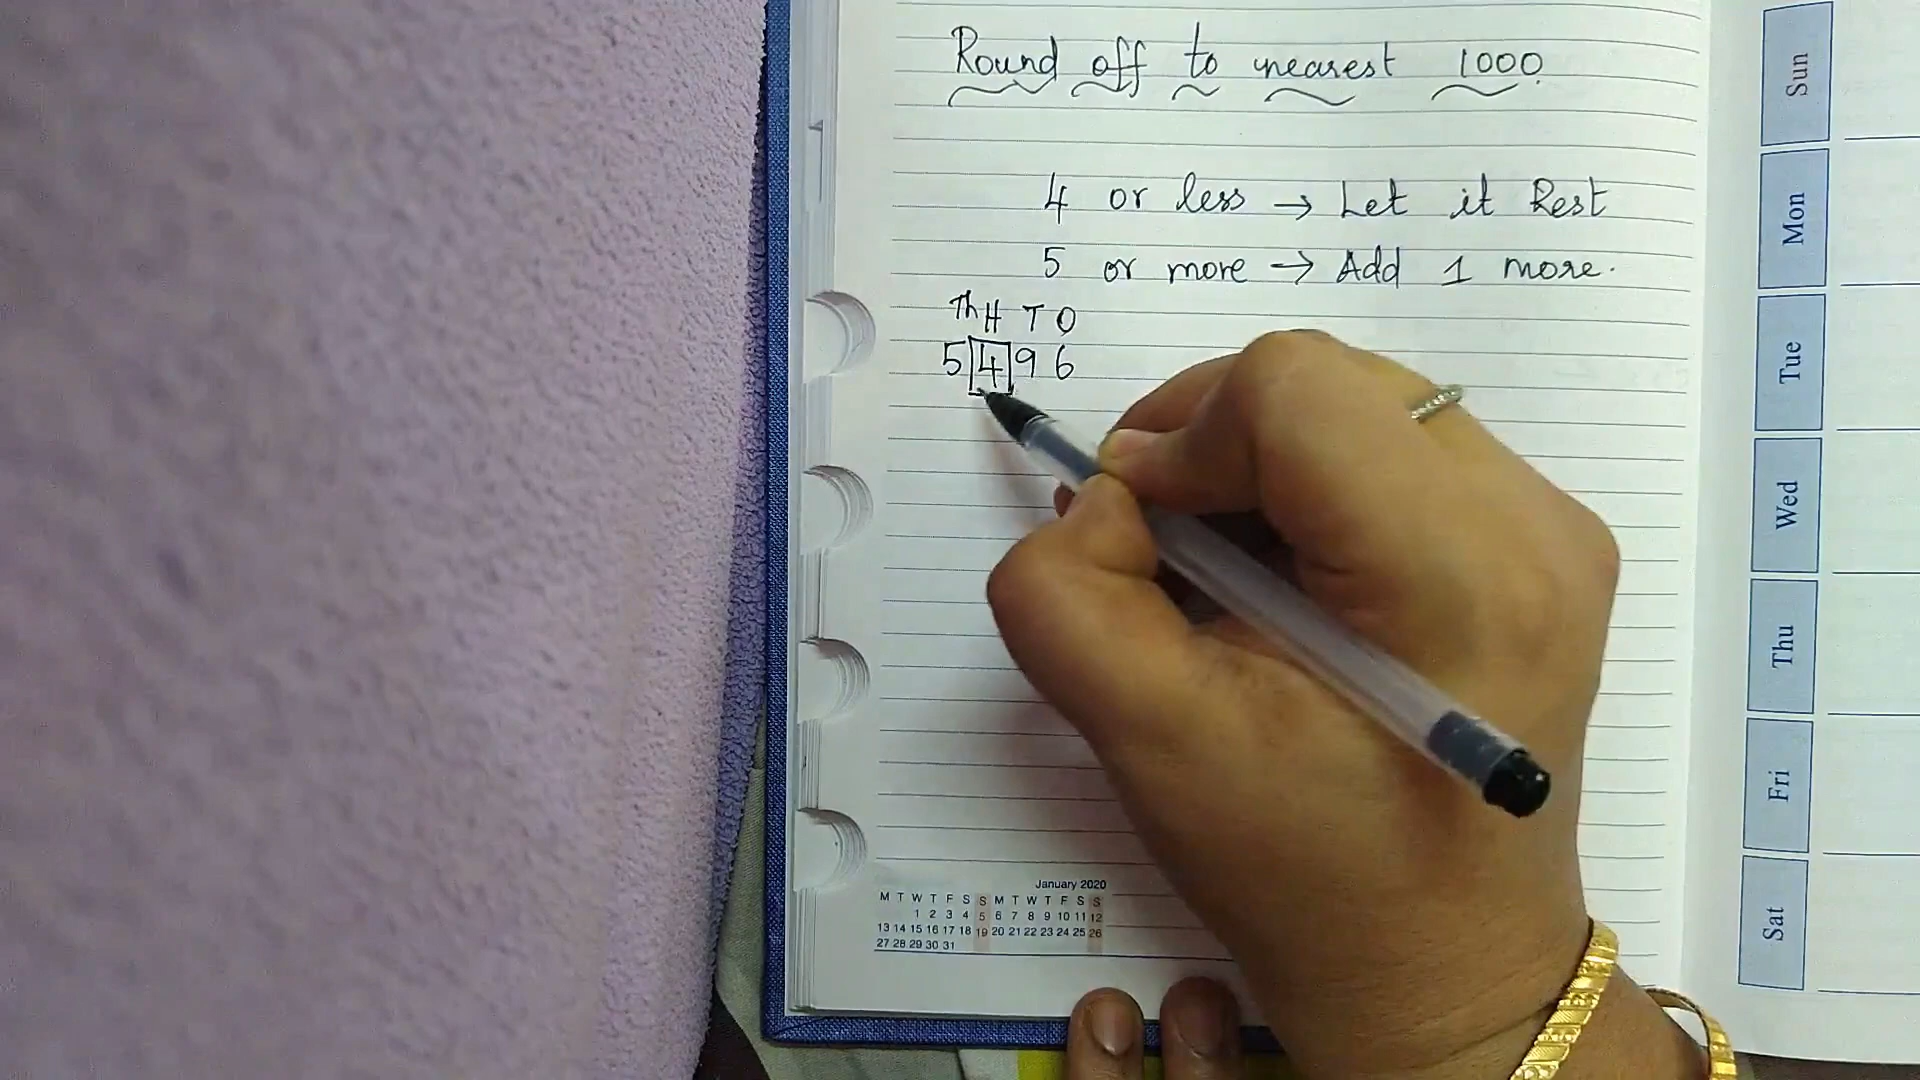 Round off to nearest 1000.
4 or less → Let it Rest
5 or more → Add 1 more.
Th H T O
5 4 9 6
January 2020
M T W T F S S M T W T F S S
1 2 3 4 5 6 7 8 9 10 11 12
13 14 15 16 17 18 19 20 21 22 23 24 25 26
27 28 29 30 31
Sun
Mon
Tue
Wed
Thu
Fri
Sat